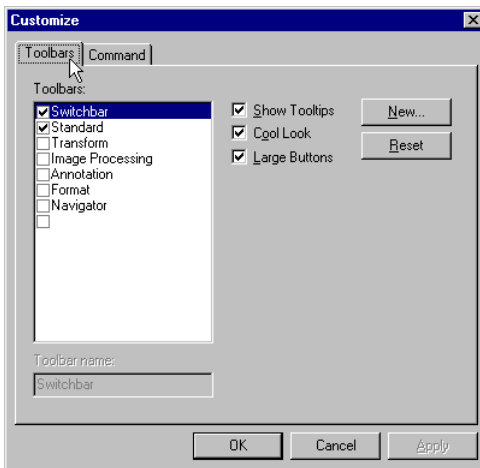 Customize
Toolbars Command
Toolbars:
Switchbar
Standard
Transform
Image Processing
Annotation
Format
Navigator
Show Tooltips
Cool Look
Large Buttons
New...
Reset
Toolbar name:
Switchbar
OK Cancel Apply